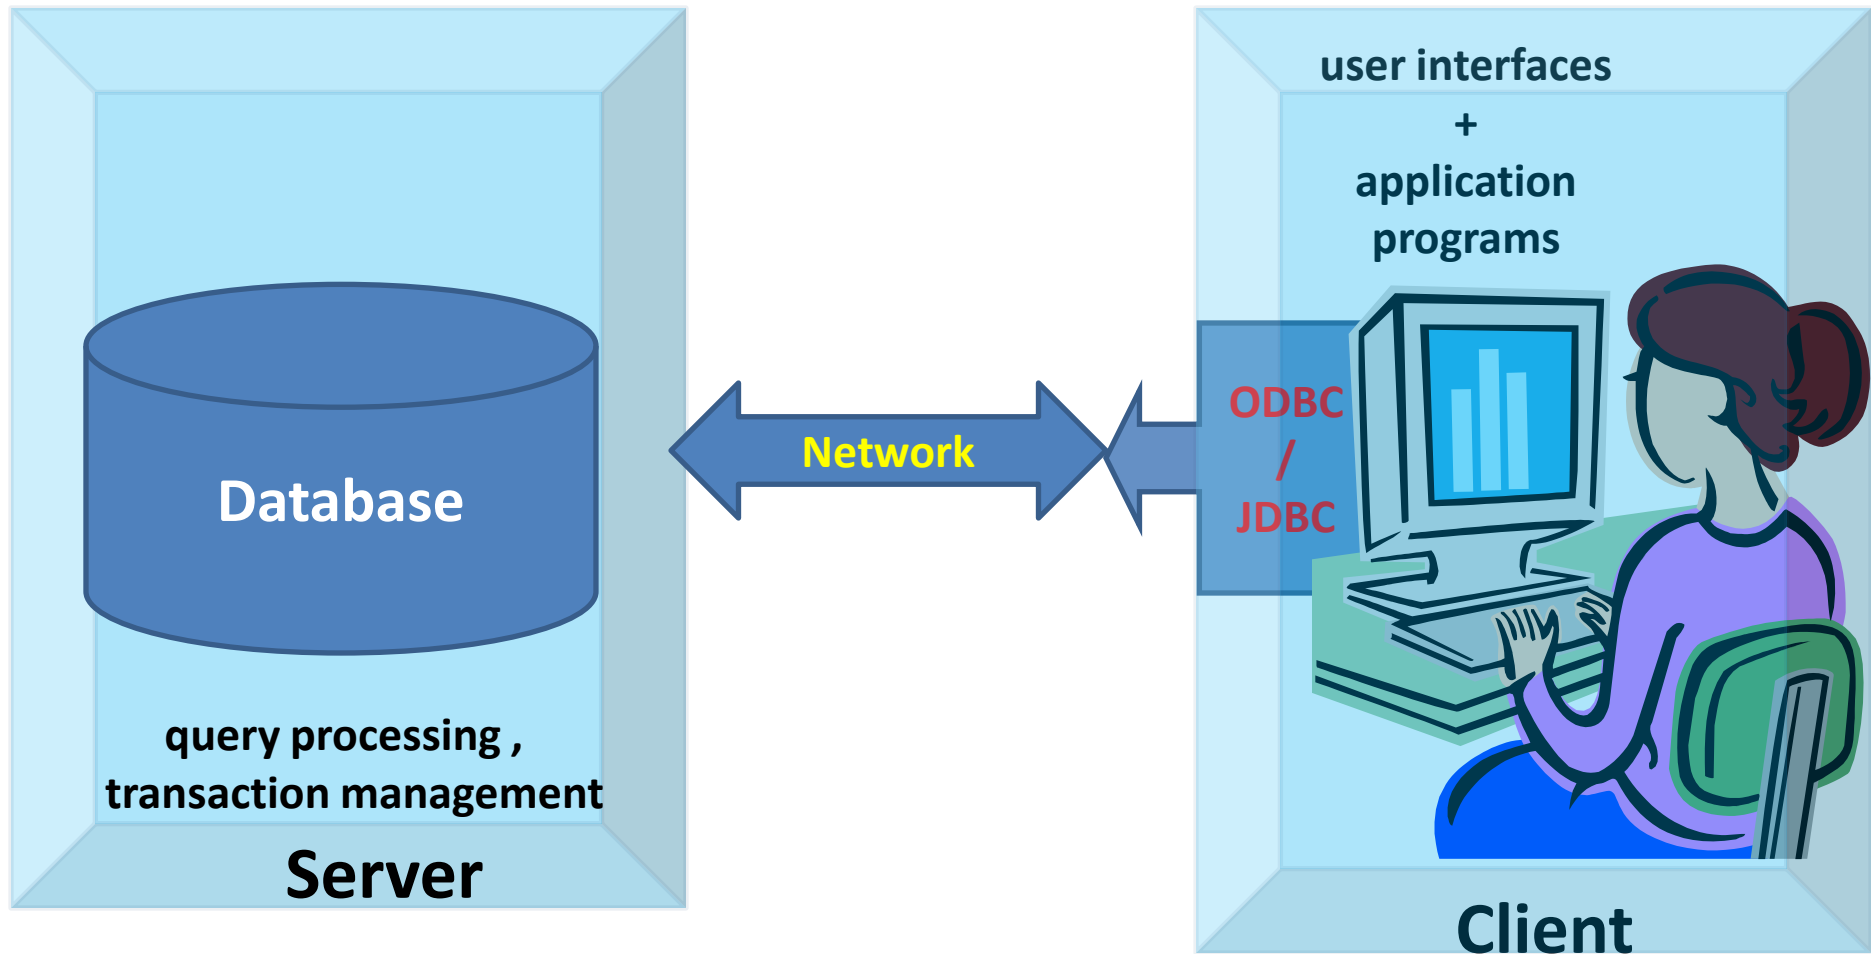 Database
query processing ,
transaction management
Server
Network
ODBC
/
JDBC
user interfaces
+
application
programs
Client